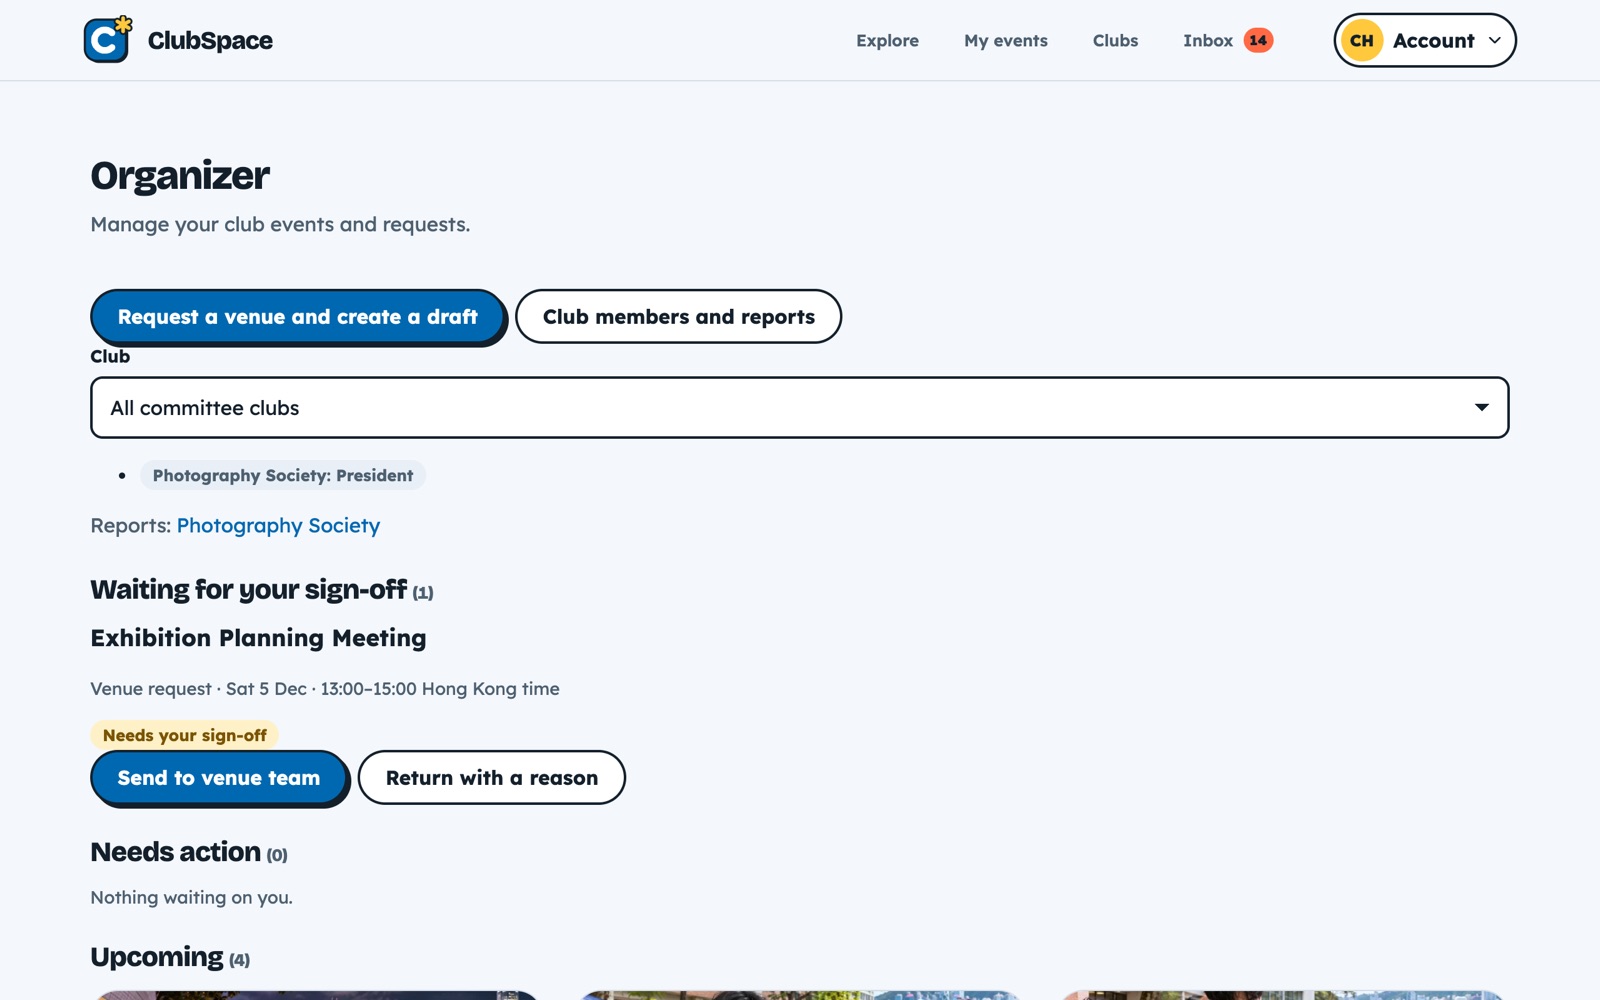 C ClubSpace
Explore
My events
Clubs
Inbox 14
CH Account
Organizer
Manage your club events and requests.
Request a venue and create a draft
Club members and reports
Club
All committee clubs
Photography Society: President
Reports: Photography Society
Waiting for your sign-off (1)
Exhibition Planning Meeting
Venue request · Sat 5 Dec · 13:00–15:00 Hong Kong time
Needs your sign-off
Send to venue team
Return with a reason
Needs action (0)
Nothing waiting on you.
Upcoming (4)